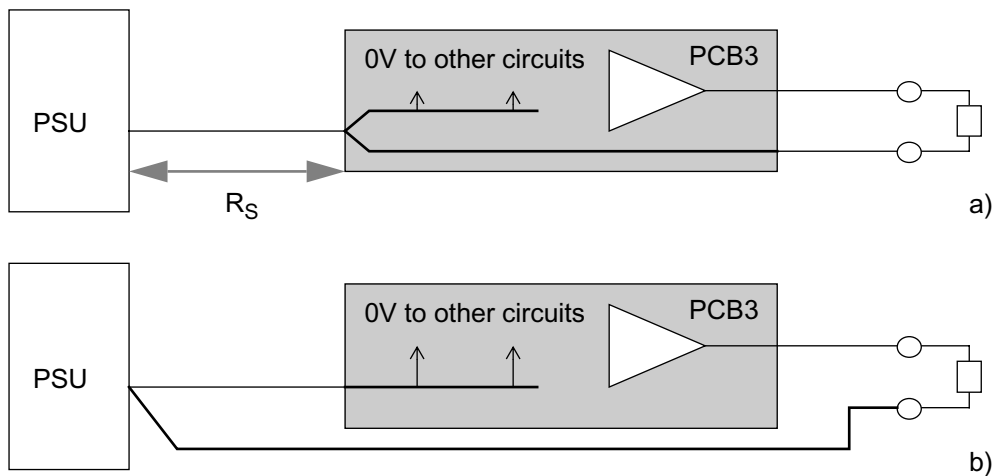 0V to other circuits
PCB3
PSU
R_S
a)
0V to other circuits
PCB3
PSU
b)